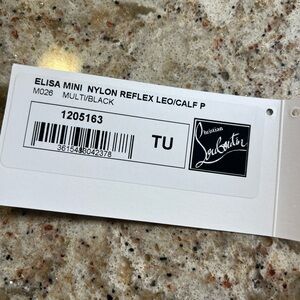 ELISA MINI NYLON REFLEX LEO/CALF P
M026 MULTI/BLACK
1205163
TU
Christian
Louboutin